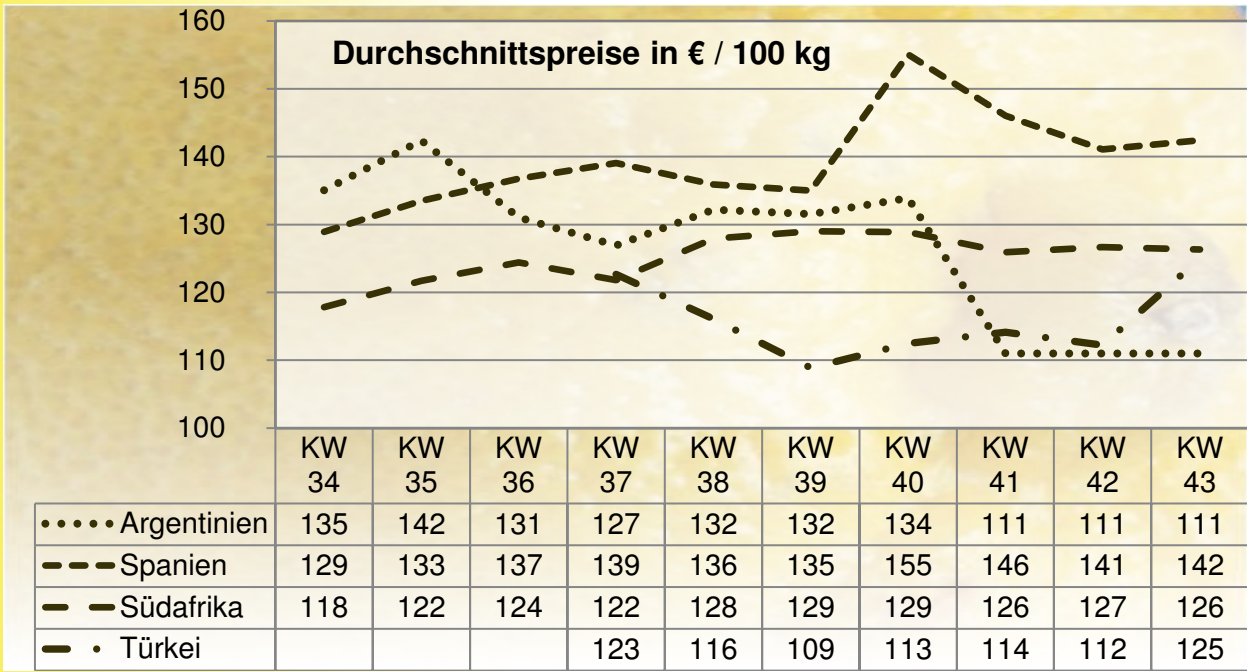 160
Durchschnittspreise in € / 100 kg
150
140
130
120
110
100
KW 34 KW 35 KW 36 KW 37 KW 38 KW 39 KW 40 KW 41 KW 42 KW 43
Argentinien 135 142 131 127 132 132 134 111 111 111
Spanien 129 133 137 139 136 135 155 146 141 142
Südafrika 118 122 124 122 128 129 129 126 127 126
Türkei 123 116 109 113 114 112 125